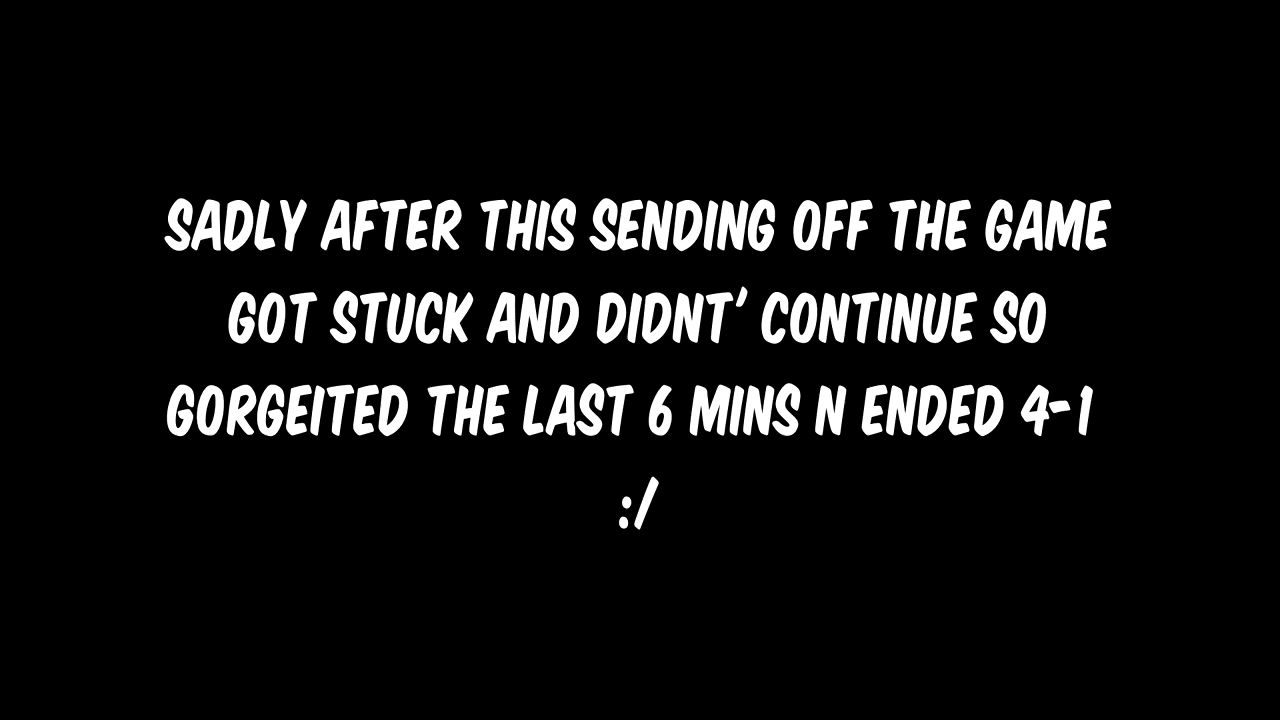 SADLY AFTER THIS SENDING OFF THE GAME
GOT STUCK AND DIDNT' CONTINUE SO
GORGEITED THE LAST 6 MINS N ENDED 4-1
:/